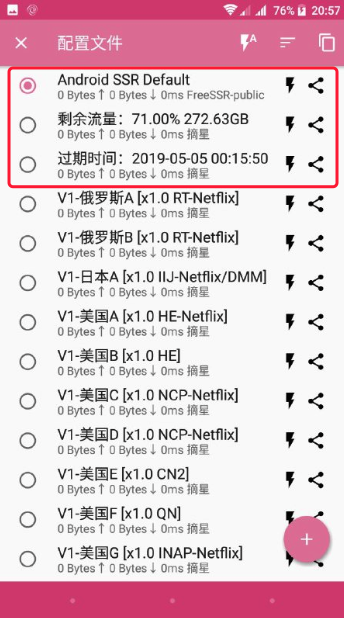 76% 20:57
配置文件
A
Android SSR Default
0 Bytes↑ 0 Bytes↓ 0ms FreeSSR-public
剩余流量：71.00% 272.63GB
0 Bytes↑ 0 Bytes↓ 0ms 摘星
过期时间：2019-05-05 00:15:50
0 Bytes↑ 0 Bytes↓ 0ms 摘星
V1-俄罗斯A [x1.0 RT-Netflix]
0 Bytes↑ 0 Bytes↓ 0ms 摘星
V1-俄罗斯B [x1.0 RT-Netflix]
0 Bytes↑ 0 Bytes↓ 0ms 摘星
V1-日本A [x1.0 IIJ-Netflix/DMM]
0 Bytes↑ 0 Bytes↓ 0ms 摘星
V1-美国A [x1.0 HE-Netflix]
0 Bytes↑ 0 Bytes↓ 0ms 摘星
V1-美国B [x1.0 HE]
0 Bytes↑ 0 Bytes↓ 0ms 摘星
V1-美国C [x1.0 NCP-Netflix]
0 Bytes↑ 0 Bytes↓ 0ms 摘星
V1-美国D [x1.0 NCP-Netflix]
0 Bytes↑ 0 Bytes↓ 0ms 摘星
V1-美国E [x1.0 CN2]
0 Bytes↑ 0 Bytes↓ 0ms 摘星
V1-美国F [x1.0 QN]
0 Bytes↑ 0 Bytes↓ 0ms 摘星
V1-美国G [x1.0 INAP-Netflix]
0 Bytes↑ 0 Bytes↓ 0ms 摘星